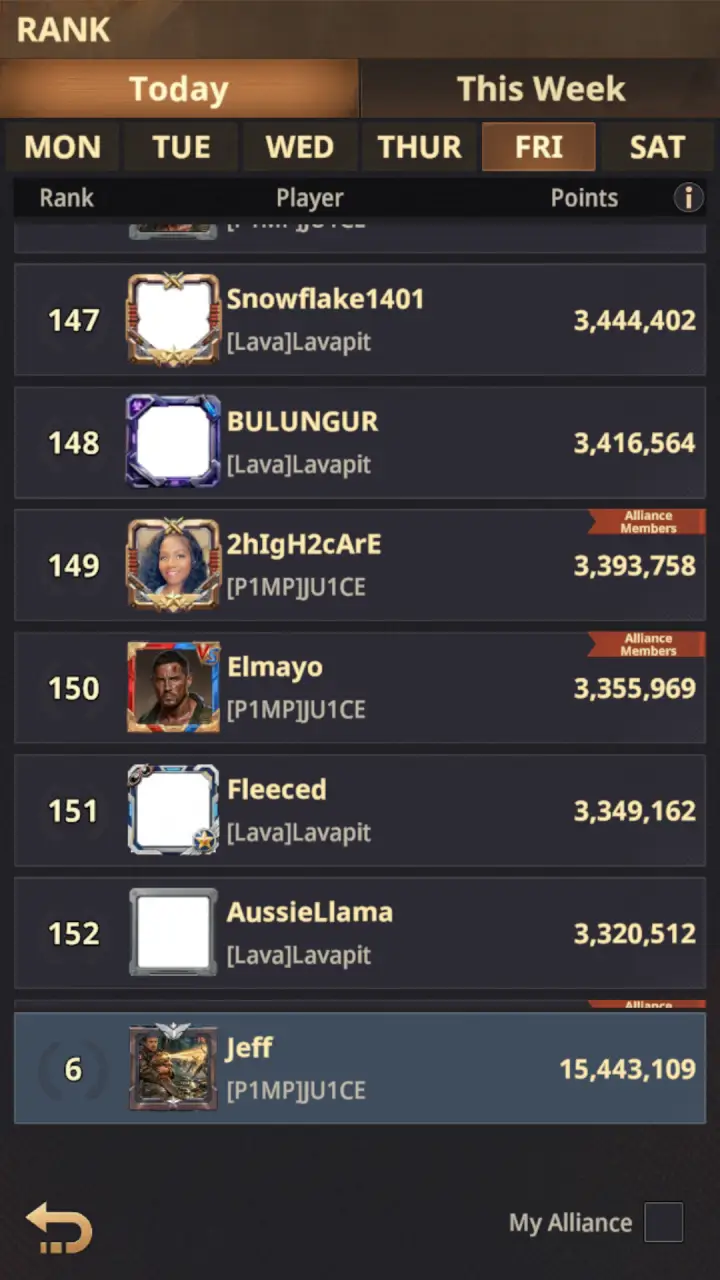 RANK
Today
This Week
MON TUE WED THUR FRI SAT
Rank Player Points i
147 Snowflake1401 3,444,402
[Lava]Lavapit
148 BULUNGUR 3,416,564
[Lava]Lavapit
Alliance
Members
149 2hIgH2cArE 3,393,758
[P1MP]JU1CE
Alliance
Members
150 Elmayo 3,355,969
[P1MP]JU1CE
VS
151 Fleeced 3,349,162
[Lava]Lavapit
152 AussieLlama 3,320,512
[Lava]Lavapit
Alliance
6 Jeff 15,443,109
[P1MP]JU1CE
My Alliance